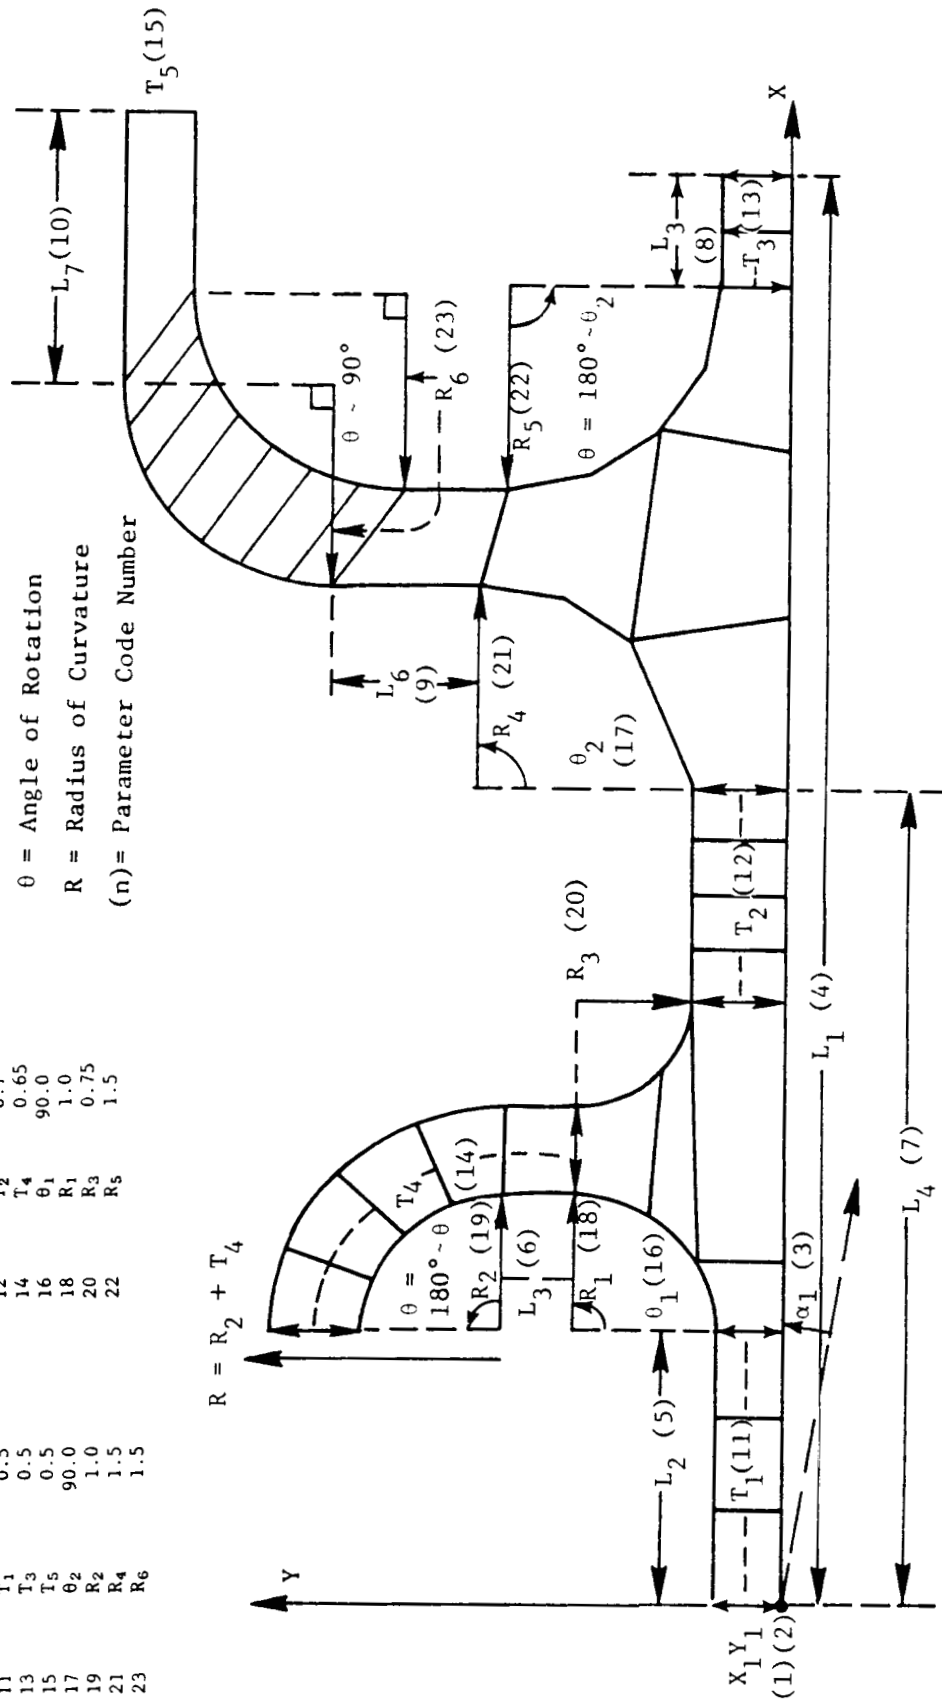 11 T₁ 0.5 12 T₂
13 T₃ 0.5 14 T₄ 0.65
15 T₅ 0.5 16 θ₁ 90.0
17 θ₂ 90.0 18 R₁ 1.0
19 R₂ 1.0 20 R₃ 0.75
21 R₄ 1.5 22 R₅ 1.5
23 R₆ 1.5
θ = Angle of Rotation
R = Radius of Curvature
(n)= Parameter Code Number
L₇(10)
T₅(15)
R = R₂ + T₄
Y
θ =
180°~θ
T₄
(14)
R₂ (19)
L₃
(6)
R₁
(18)
θ₁(16)
R₃ (20)
L₆
(9)
R₄
(21)
θ₂
(17)
θ ~ 90°
R₆ (23)
R₅(22)
θ = 180°~θ₂
L₃
(8)
T₃
(13)
X
L₂ (5)
T₁(11)
T₂
(12)
X₁Y₁
(1)(2)
α₁ (3)
L₁ (4)
L₄ (7)